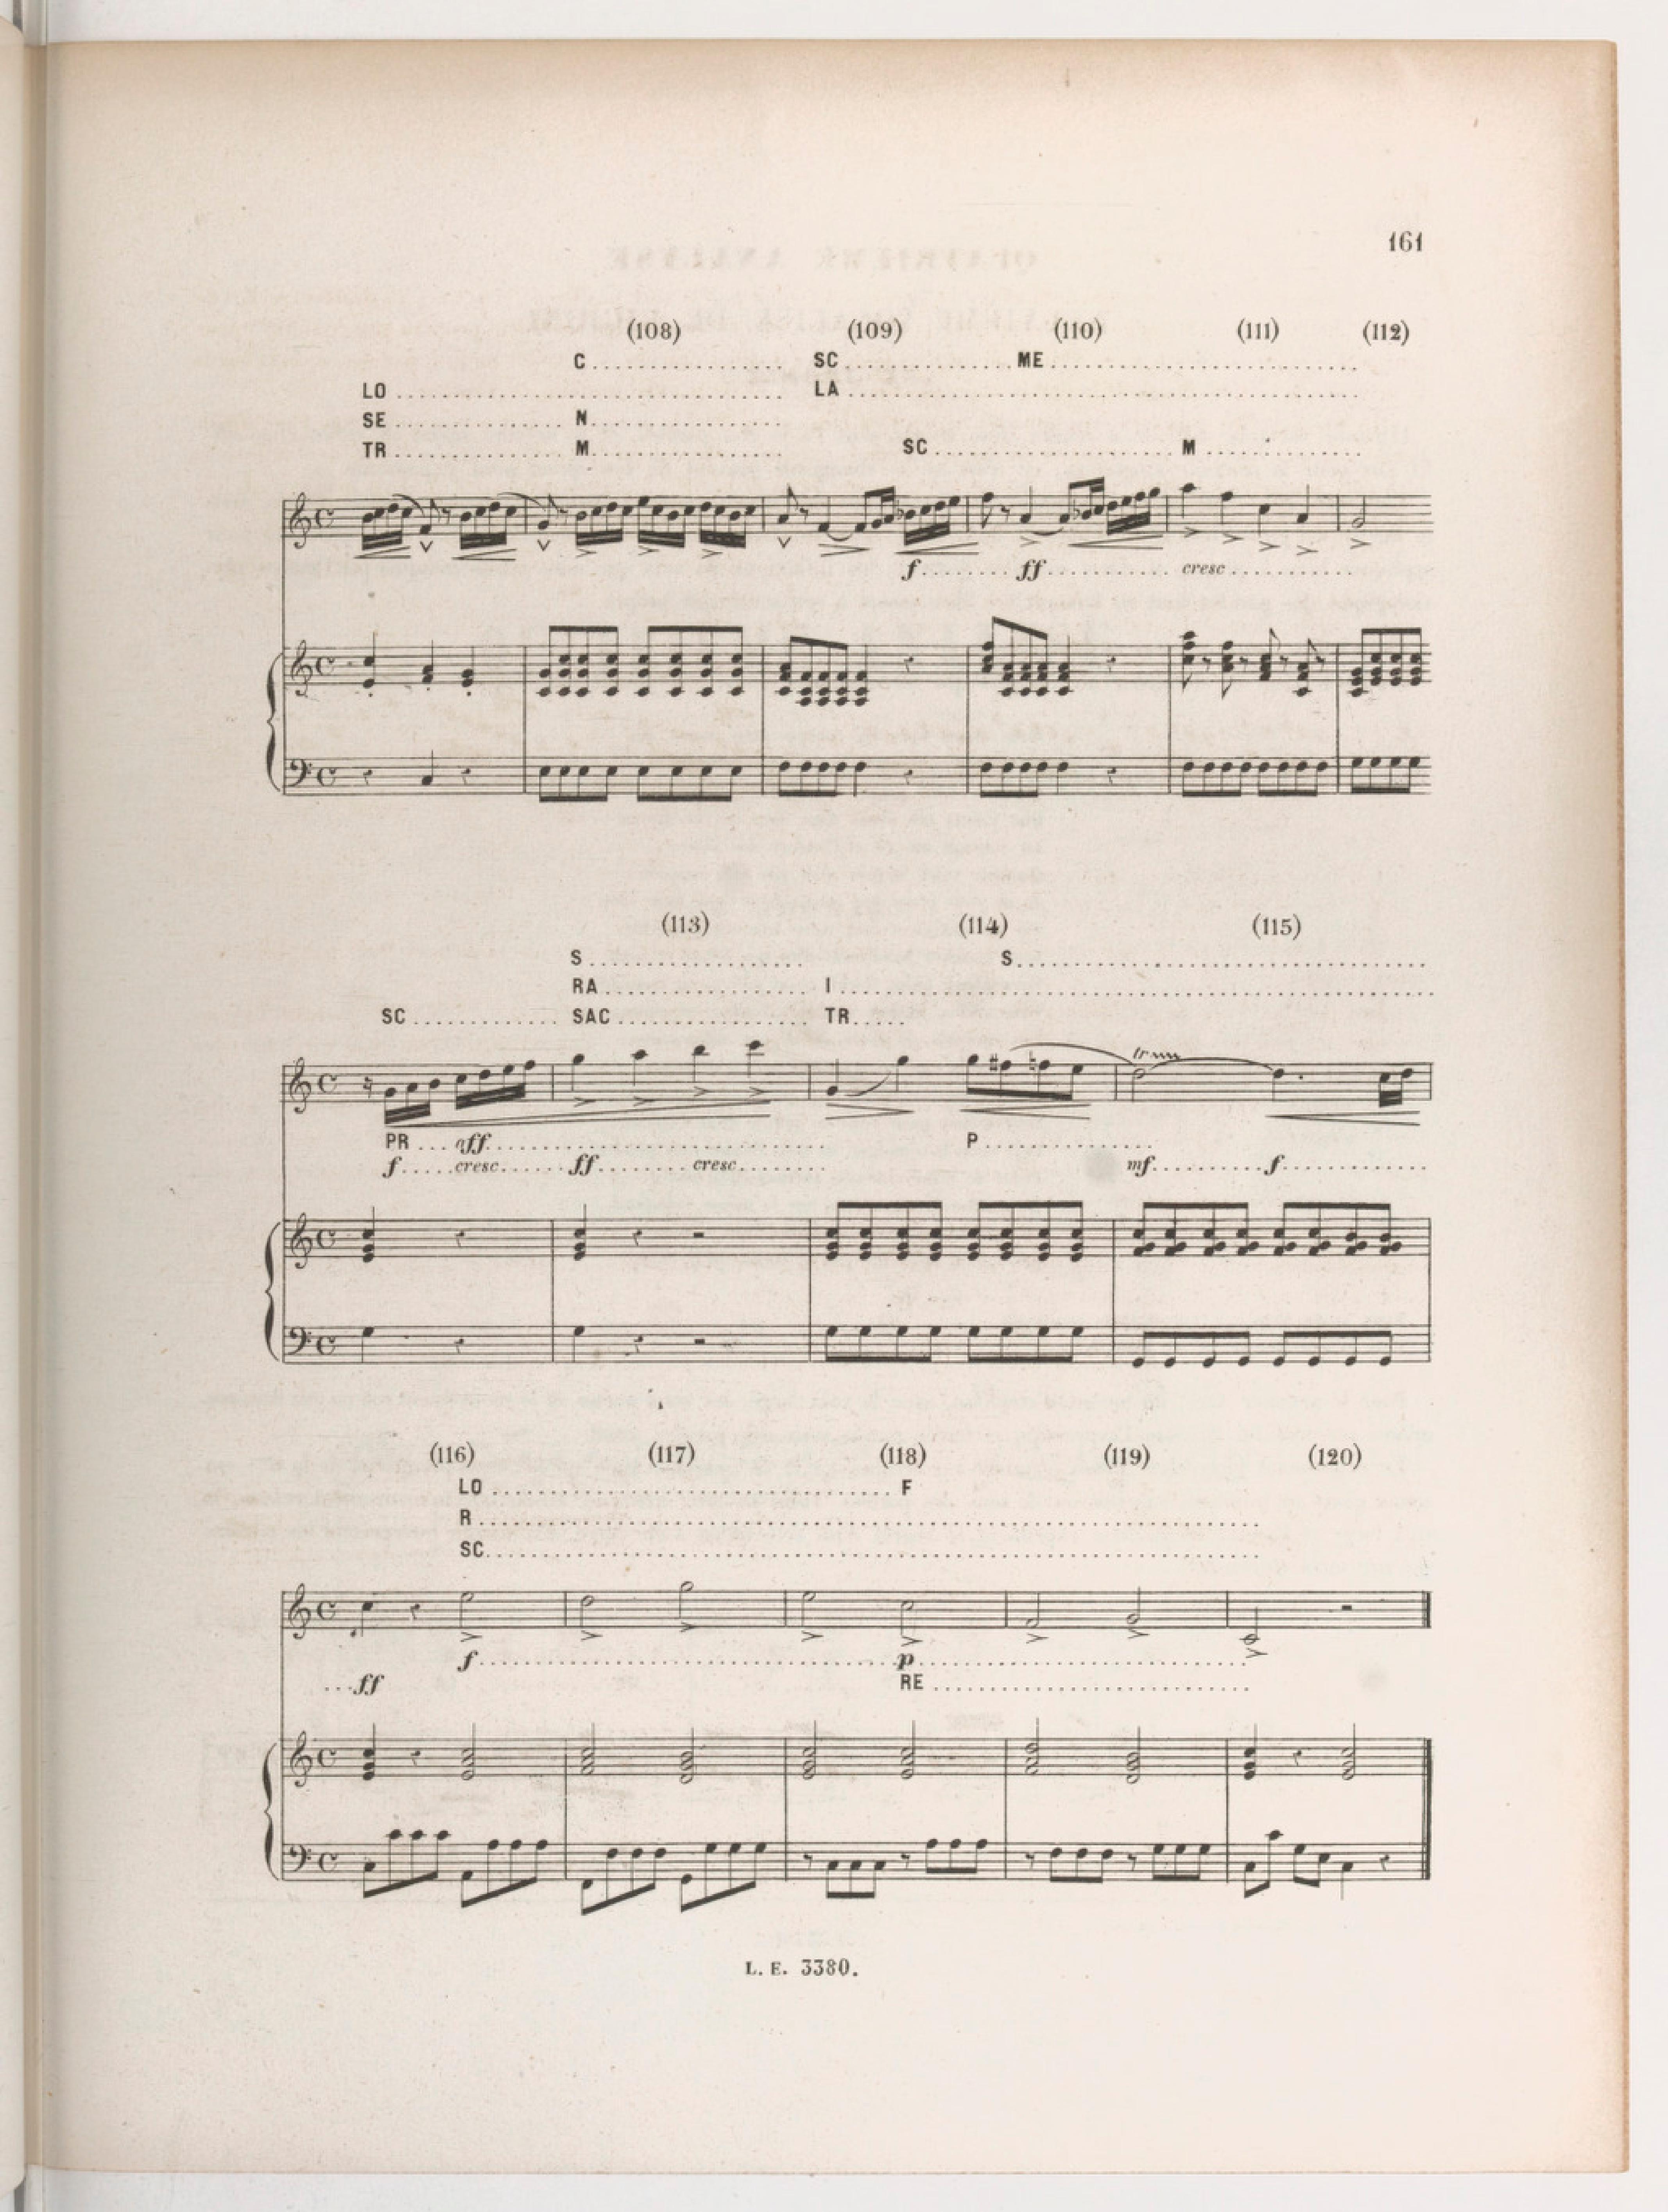 161
(108) (109) (110) (111) (112)
C SC ME
LO LA
SE N
TR M SC M
f ff cresc
(113) (114) (115)
S S
RA I
SC SAC TR
tr
PR aff P
f cresc ff cresc mf f
(116) (117) (118) (119) (120)
LO F
R
SC
f p
ff RE
L. E. 3380.